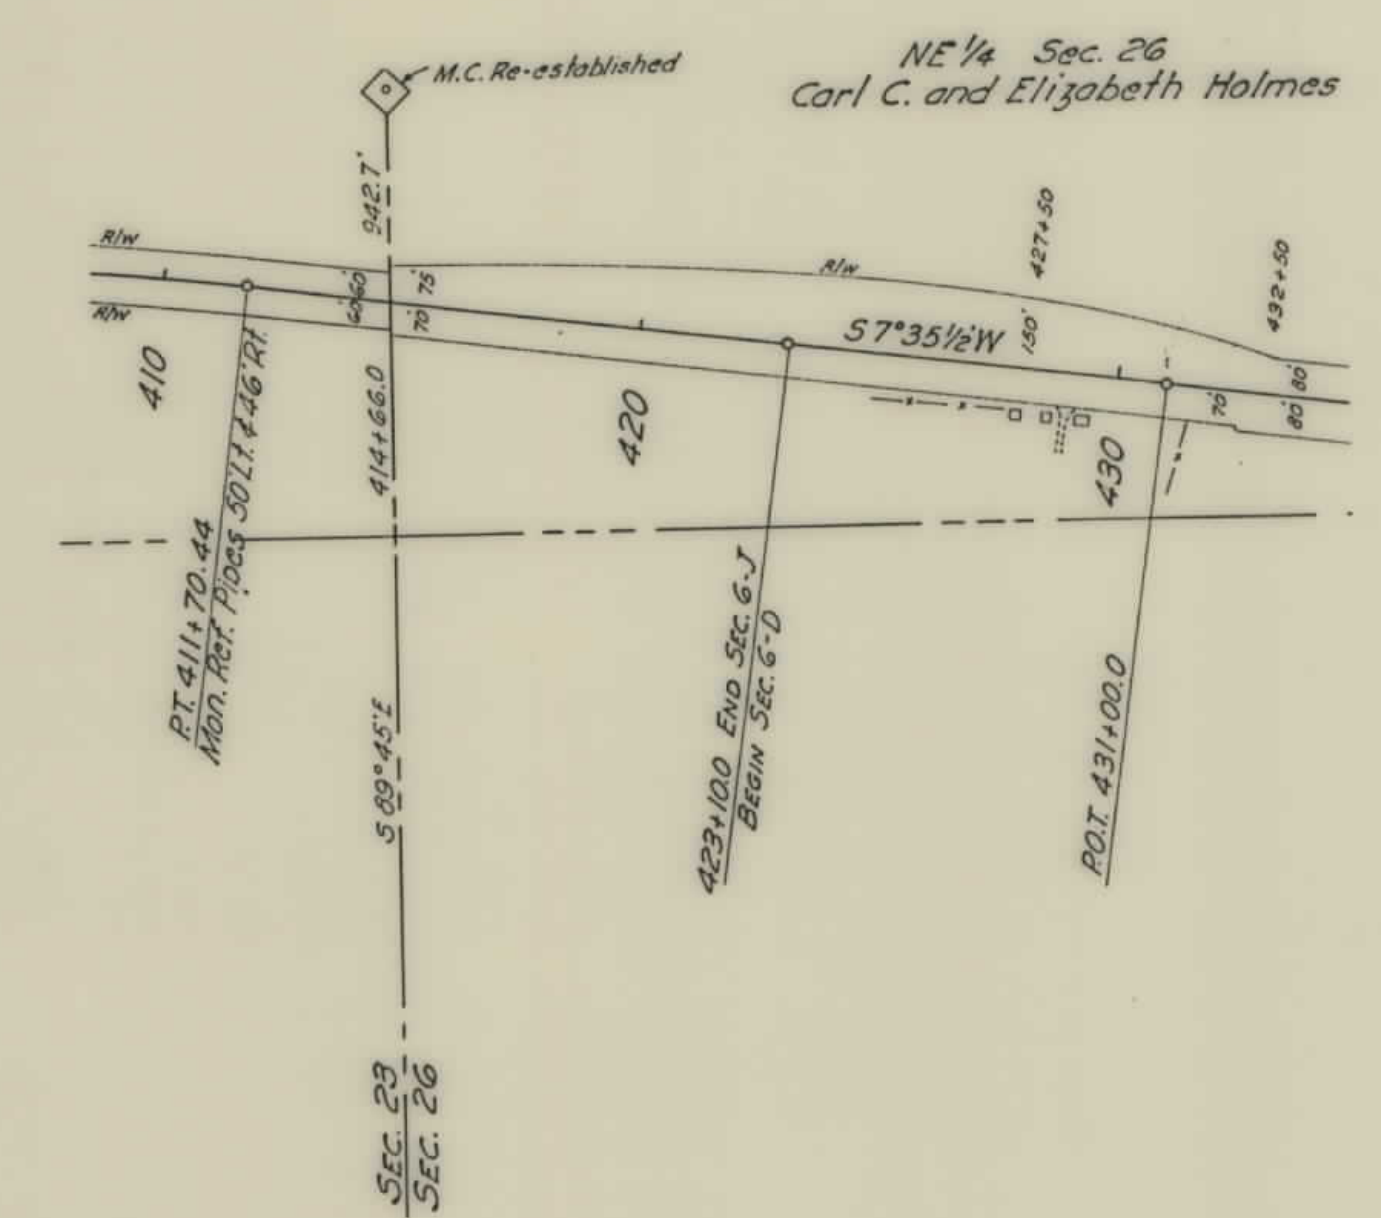 NE 1/4 Sec. 26
Carl C. and Elizabeth Holmes
M.C. Re-established
942.7'
R/W
R/W
R/W
427+50
432+50
60' 60'
75'
70'
S 7°35½'W
150'
70'
80'
80'
410
414+66.0
420
430
P.T. 411+70.44
Mon. Ref. Pipes 50' Lt. & 46' Rt.
423+10.0 END SEC. 6-J
BEGIN SEC. 6-D
P.O.T. 431+00.0
S 89°45'E
SEC. 23
SEC. 26